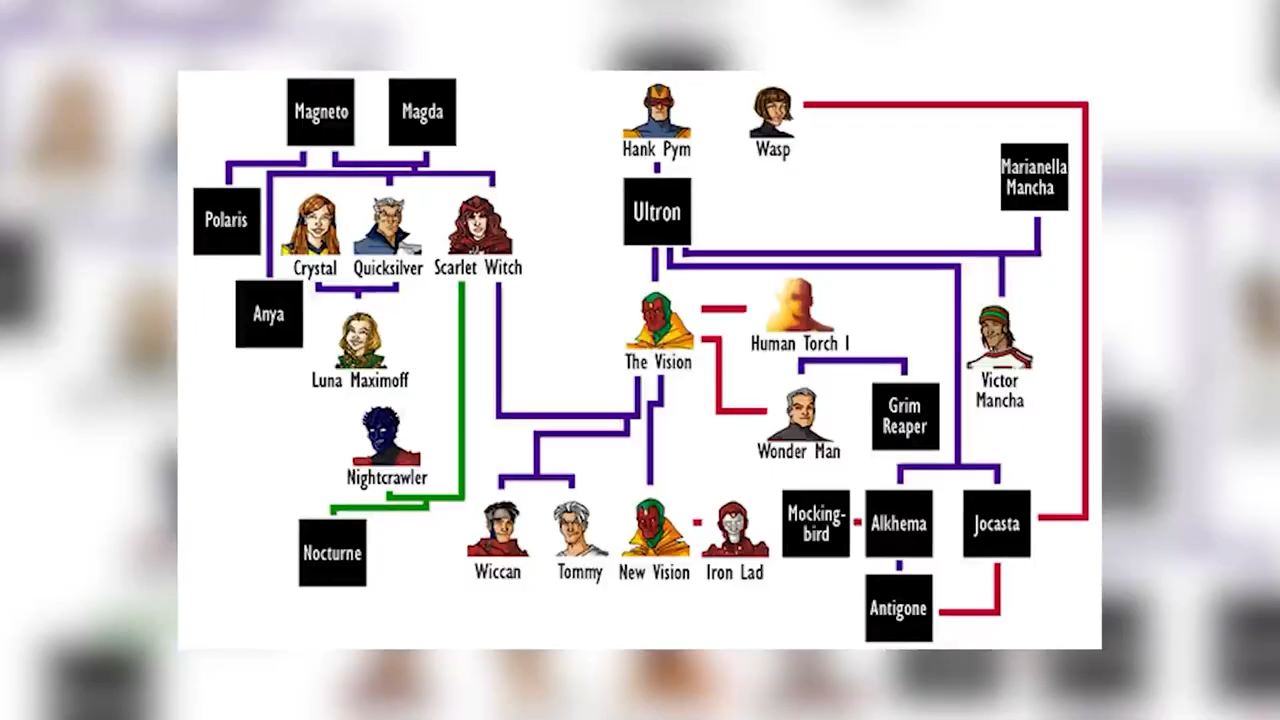 Magneto
Magda
Hank Pym
Wasp
Marianella
Mancha
Polaris
Ultron
Crystal
Quicksilver
Scarlet Witch
Anya
Human Torch I
The Vision
Luna Maximoff
Victor
Mancha
Grim
Reaper
Wonder Man
Nightcrawler
Mocking-
bird
Alkhema
Jocasta
Nocturne
Wiccan
Tommy
New Vision
Iron Lad
Antigone